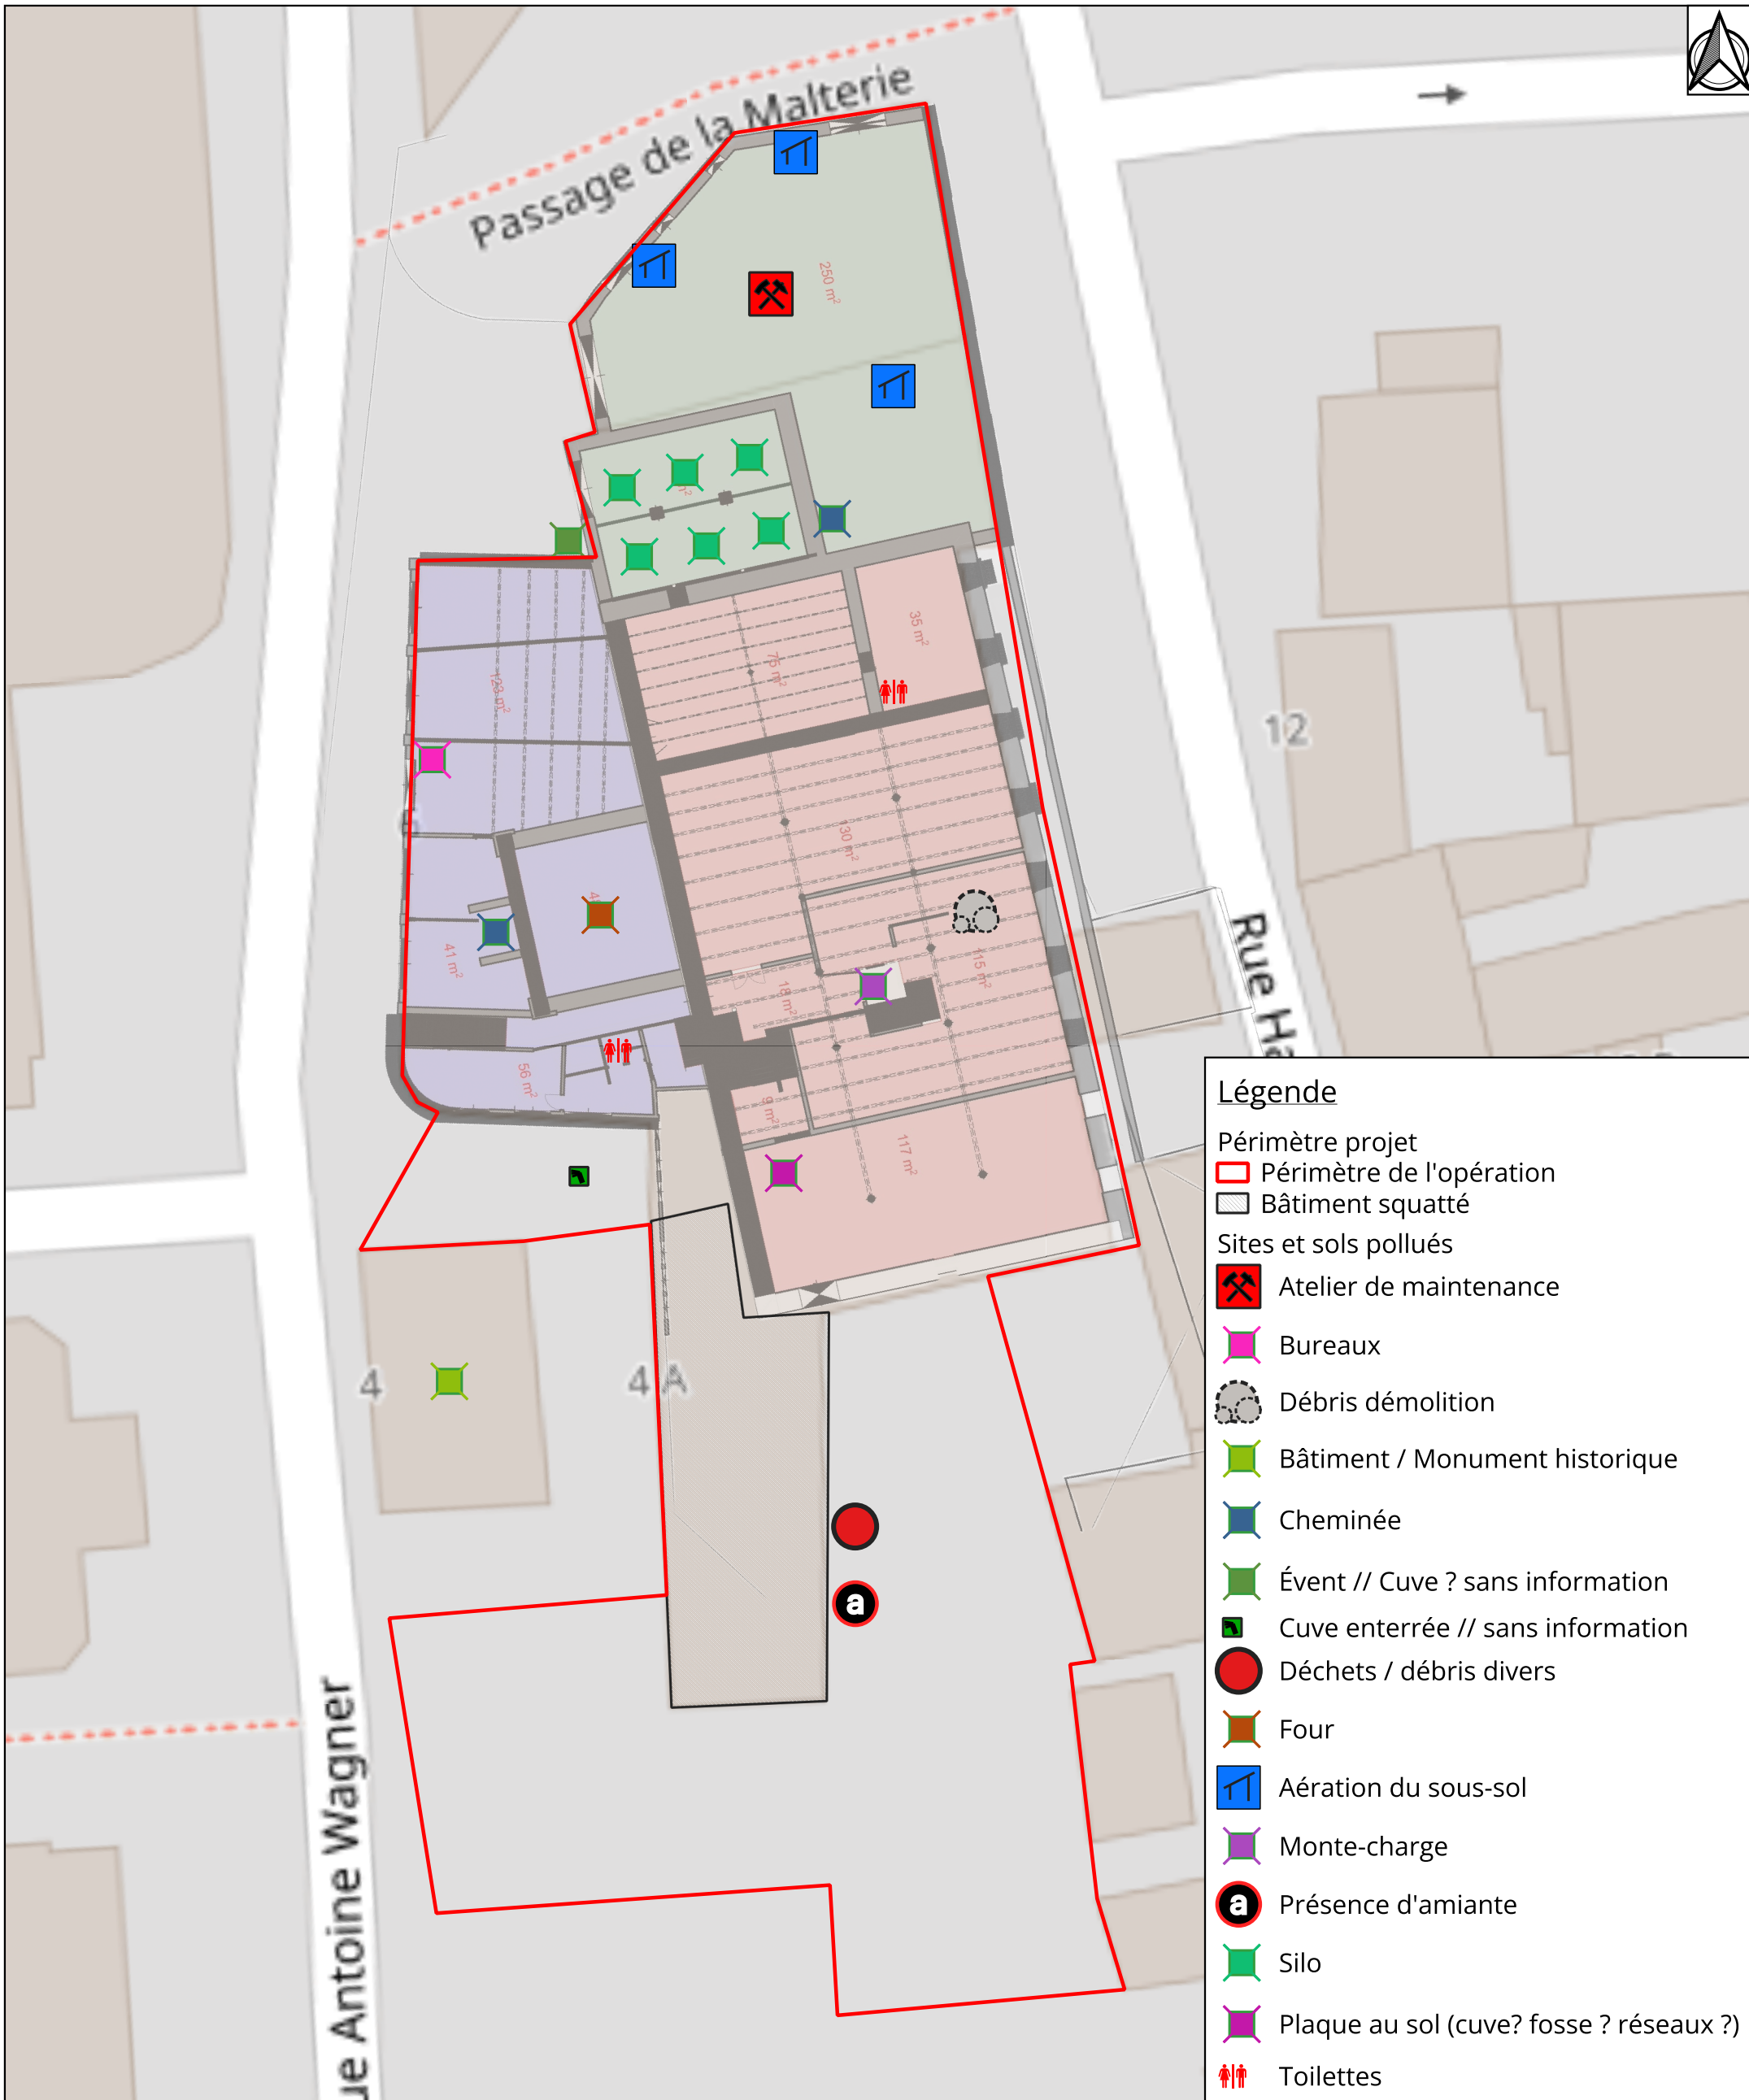 Passage de la Malterie
250 m²
m²
35 m²
75 m²
123 m²
12
130 m²
41 m²
115 m²
18 m²
Rue Ha
56 m²
9 m²
117 m²
4
4 A
ue Antoine Wagner
a
Légende
Périmètre projet
Périmètre de l'opération
Bâtiment squatté
Sites et sols pollués
Atelier de maintenance
Bureaux
Débris démolition
Bâtiment / Monument historique
Cheminée
Évent // Cuve ? sans information
Cuve enterrée // sans information
Déchets / débris divers
Four
Aération du sous-sol
Monte-charge
a Présence d'amiante
Silo
Plaque au sol (cuve? fosse ? réseaux ?)
Toilettes